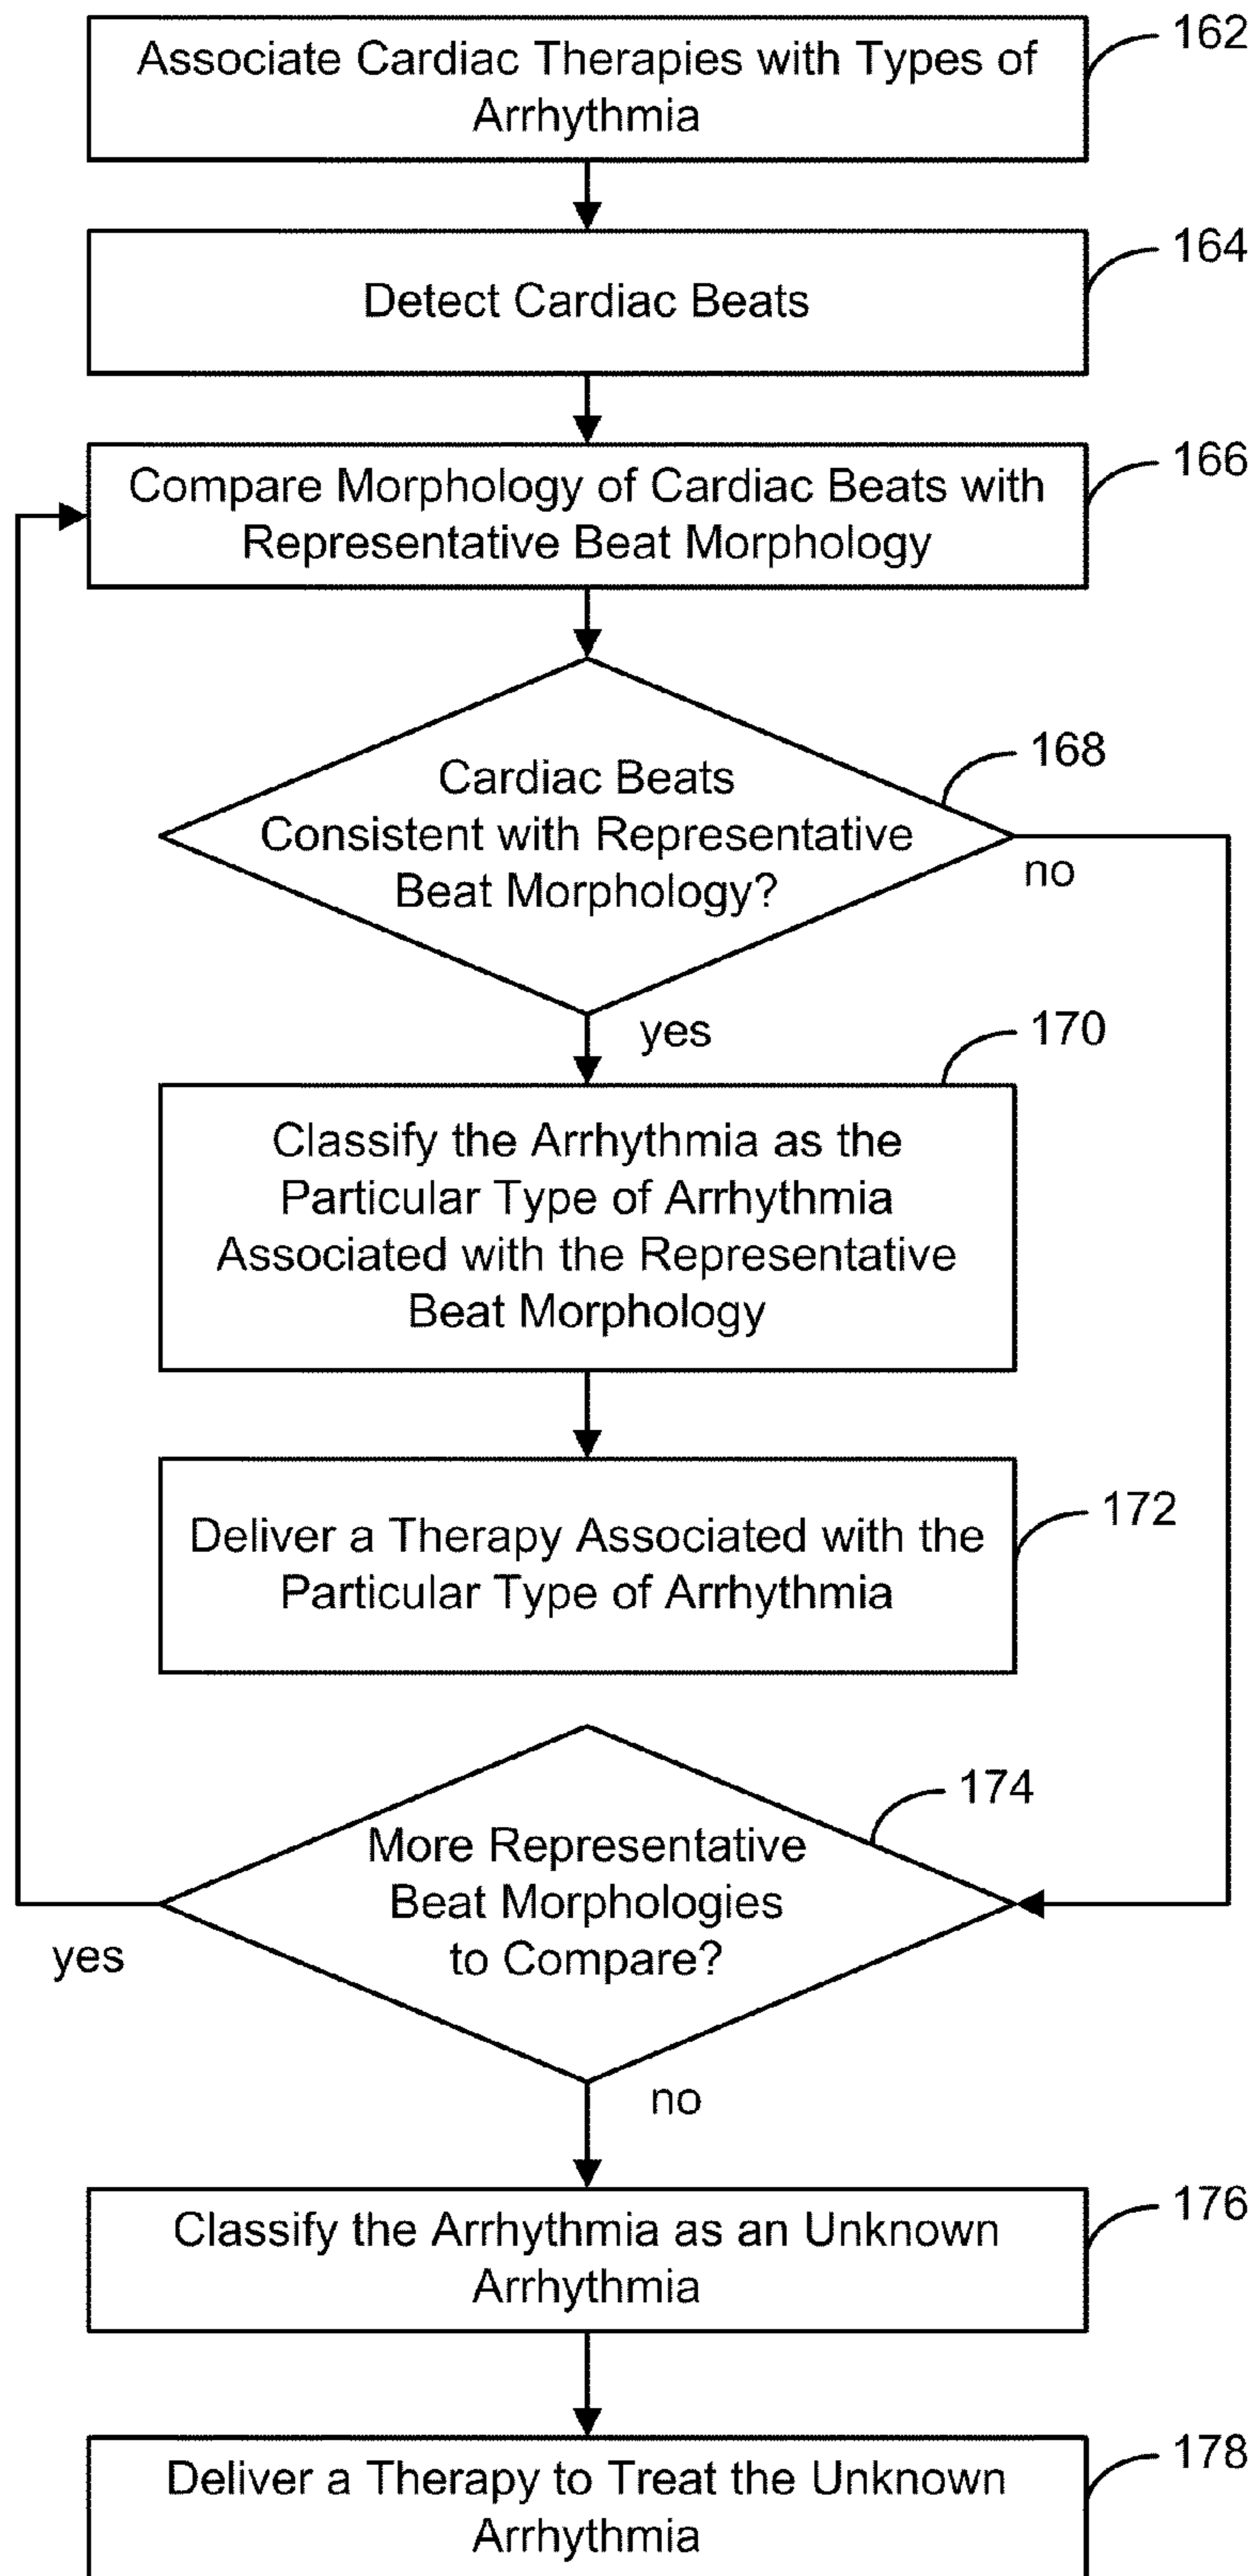 Associate Cardiac Therapies with Types of
Arrhythmia
162
Detect Cardiac Beats
164
Compare Morphology of Cardiac Beats with
Representative Beat Morphology
166
Cardiac Beats
Consistent with Representative
Beat Morphology?
168
no
yes
Classify the Arrhythmia as the
Particular Type of Arrhythmia
Associated with the Representative
Beat Morphology
170
Deliver a Therapy Associated with the
Particular Type of Arrhythmia
172
More Representative
Beat Morphologies
to Compare?
174
yes
no
Classify the Arrhythmia as an Unknown
Arrhythmia
176
Deliver a Therapy to Treat the Unknown
Arrhythmia
178